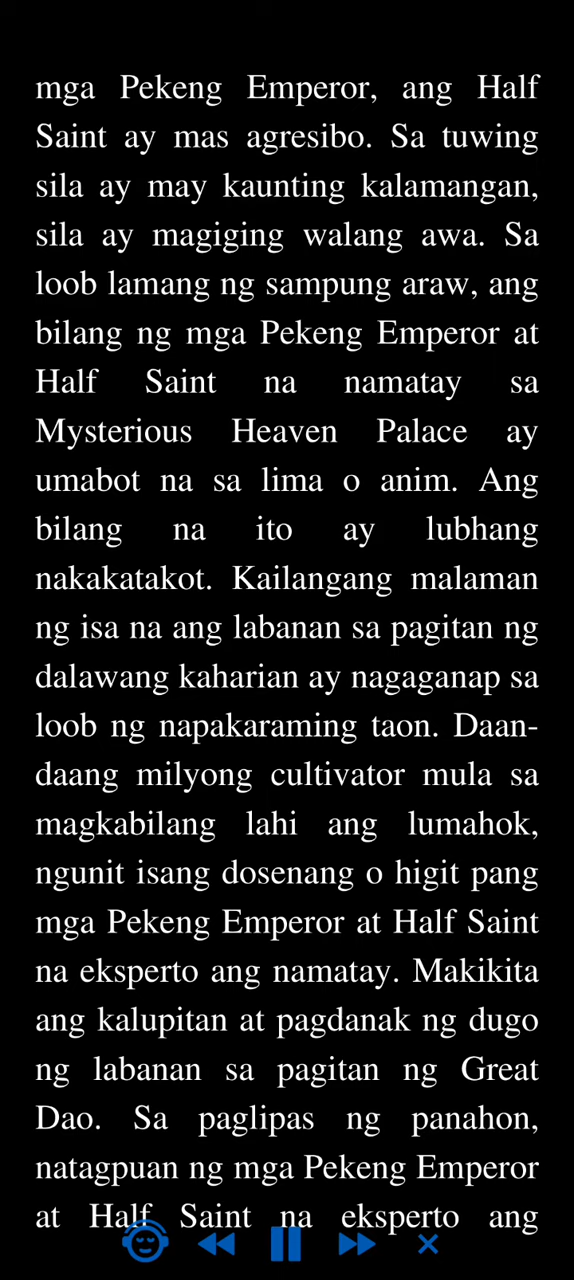 mga Pekeng Emperor, ang Half
Saint ay mas agresibo. Sa tuwing
sila ay may kaunting kalamangan,
sila ay magiging walang awa. Sa
loob lamang ng sampung araw, ang
bilang ng mga Pekeng Emperor at
Half Saint na namatay sa
Mysterious Heaven Palace ay
umabot na sa lima o anim. Ang
bilang na ito ay lubhang
nakakatakot. Kailangang malaman
ng isa na ang labanan sa pagitan ng
dalawang kaharian ay nagaganap sa
loob ng napakaraming taon. Daan-
daang milyong cultivator mula sa
magkabilang lahi ang lumahok,
ngunit isang dosenang o higit pang
mga Pekeng Emperor at Half Saint
na eksperto ang namatay. Makikita
ang kalupitan at pagdanak ng dugo
ng labanan sa pagitan ng Great
Dao. Sa paglipas ng panahon,
natagpuan ng mga Pekeng Emperor
at Half Saint na eksperto ang